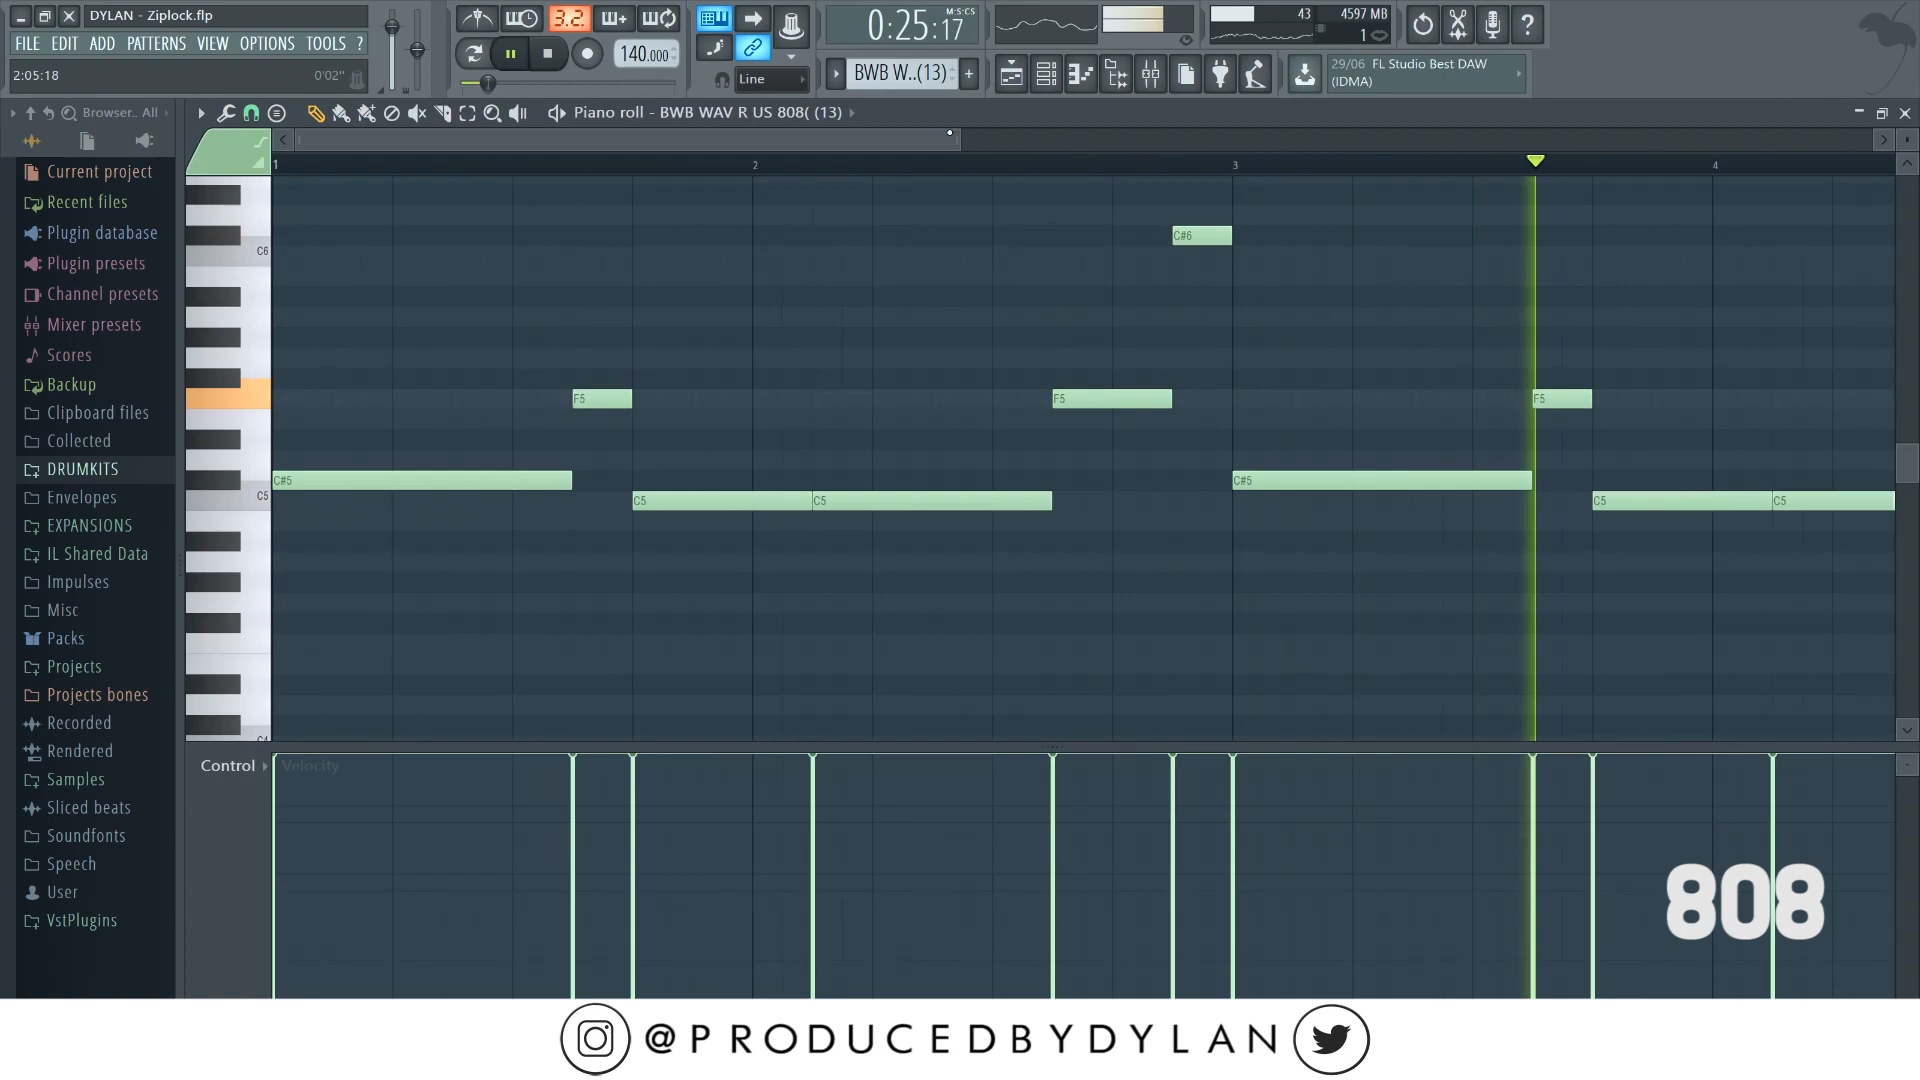 DYLAN - Ziplock.flp
FILE EDIT ADD PATTERNS VIEW OPTIONS TOOLS ?
2:05:18 0'02"
3.2.
140.000
Line
0:25:17 M:S:CS
BWB W..(13)
43 4597 MB
1
29/06 FL Studio Best DAW
(IDMA)
Browser.. All
Piano roll - BWB WAV R US 808( (13)
1 2 3 4
Current project
Recent files
Plugin database
Plugin presets
Channel presets
Mixer presets
Scores
Backup
Clipboard files
Collected
DRUMKITS
Envelopes
EXPANSIONS
IL Shared Data
Impulses
Misc
Packs
Projects
Projects bones
Recorded
Rendered
Samples
Sliced beats
Soundfonts
Speech
User
VstPlugins
C6
C#6
F5 F5 F5
C#5 C#5
C5 C5 C5 C5 C5
C4
Control Velocity
808
@PRODUCEDBYDYLAN